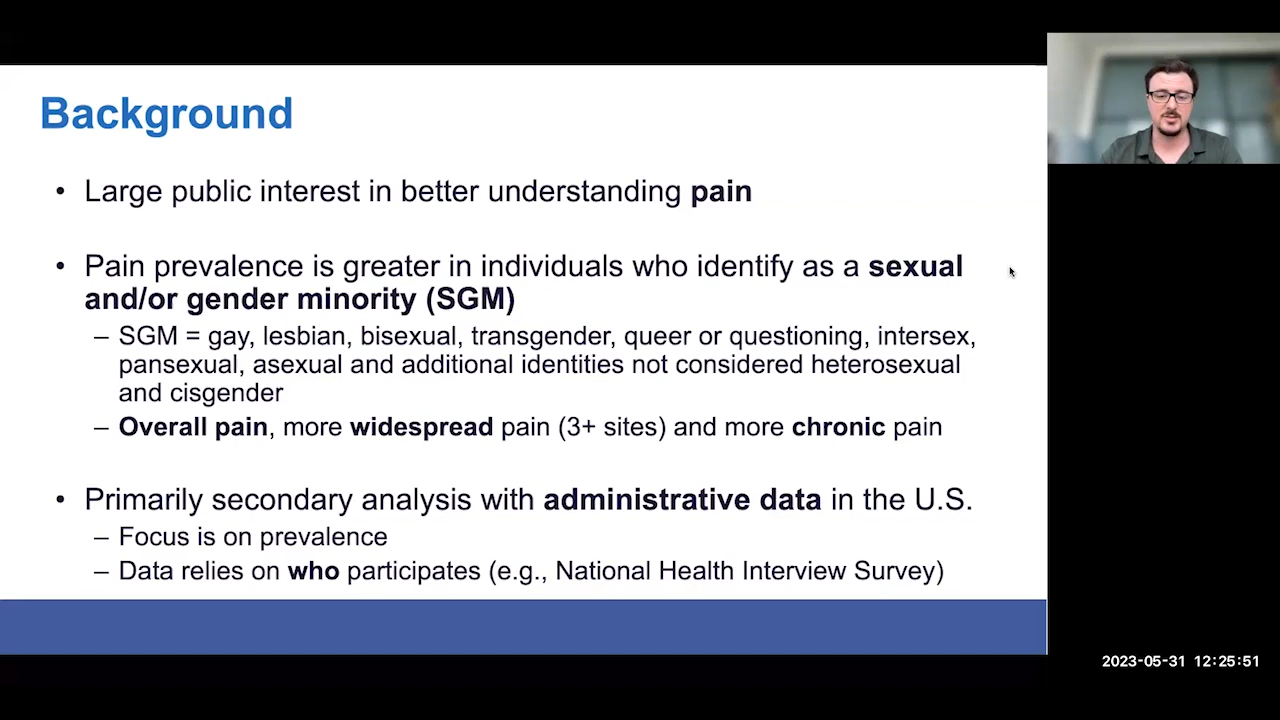 Background
• Large public interest in better understanding pain
• Pain prevalence is greater in individuals who identify as a sexual
and/or gender minority (SGM)
– SGM = gay, lesbian, bisexual, transgender, queer or questioning, intersex,
pansexual, asexual and additional identities not considered heterosexual
and cisgender
– Overall pain, more widespread pain (3+ sites) and more chronic pain
• Primarily secondary analysis with administrative data in the U.S.
– Focus is on prevalence
– Data relies on who participates (e.g., National Health Interview Survey)
2023-05-31 12:25:51